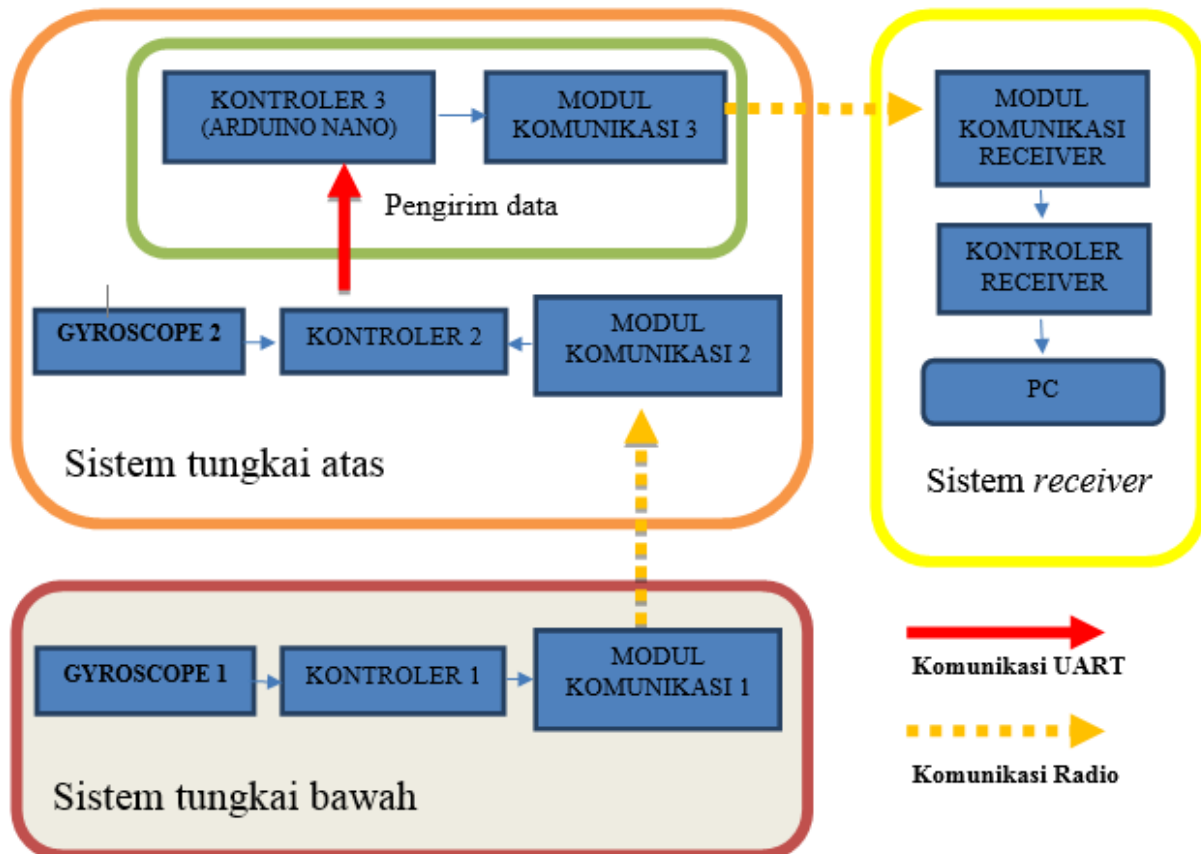 KONTROLER 3
(ARDUINO NANO)
MODUL
KOMUNIKASI 3
Pengirim data
GYROSCOPE 2
KONTROLER 2
MODUL
KOMUNIKASI 2
Sistem tungkai atas
GYROSCOPE 1
KONTROLER 1
MODUL
KOMUNIKASI 1
Sistem tungkai bawah
MODUL
KOMUNIKASI
RECEIVER
KONTROLER
RECEIVER
PC
Sistem receiver
Komunikasi UART
Komunikasi Radio